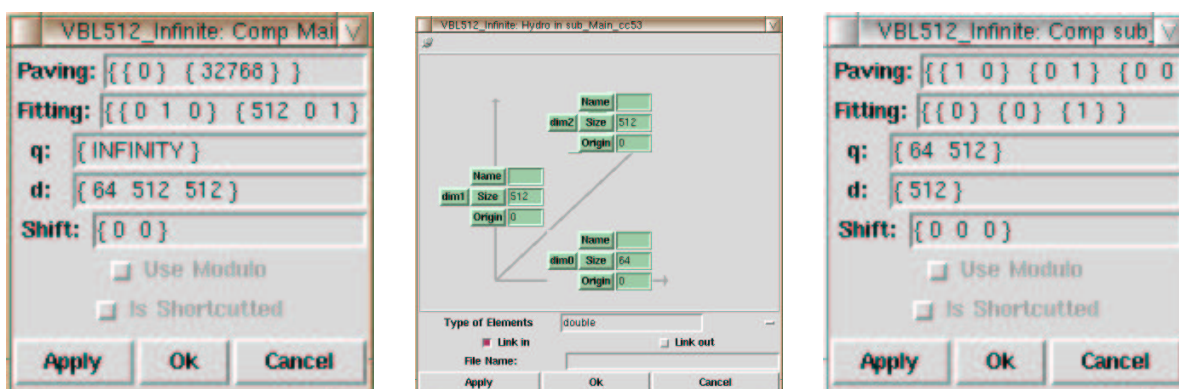 VBL512_Infinite: Comp Mai
Paving: {{0} {32768}}
Fitting: {{0 1 0} {512 0 1}
q: {INFINITY}
d: {64 512 512}
Shift: {0 0}
Use Modulo
Is Shortcutted
Apply Ok Cancel
VBL512_Infinite: Hydro in sub_Main_cc53
Name
dim2 Size 512
Origin 0
Name
dim1 Size 512
Origin 0
Name
dim0 Size 64
Origin 0
Type of Elements double
Link in Link out
File Name:
Apply Ok Cancel
VBL512_Infinite: Comp sub_
Paving: {{1 0} {0 1} {0 0
Fitting: {{0} {0} {1}}
q: {64 512}
d: {512}
Shift: {0 0 0}
Use Modulo
Is Shortcutted
Apply Ok Cancel